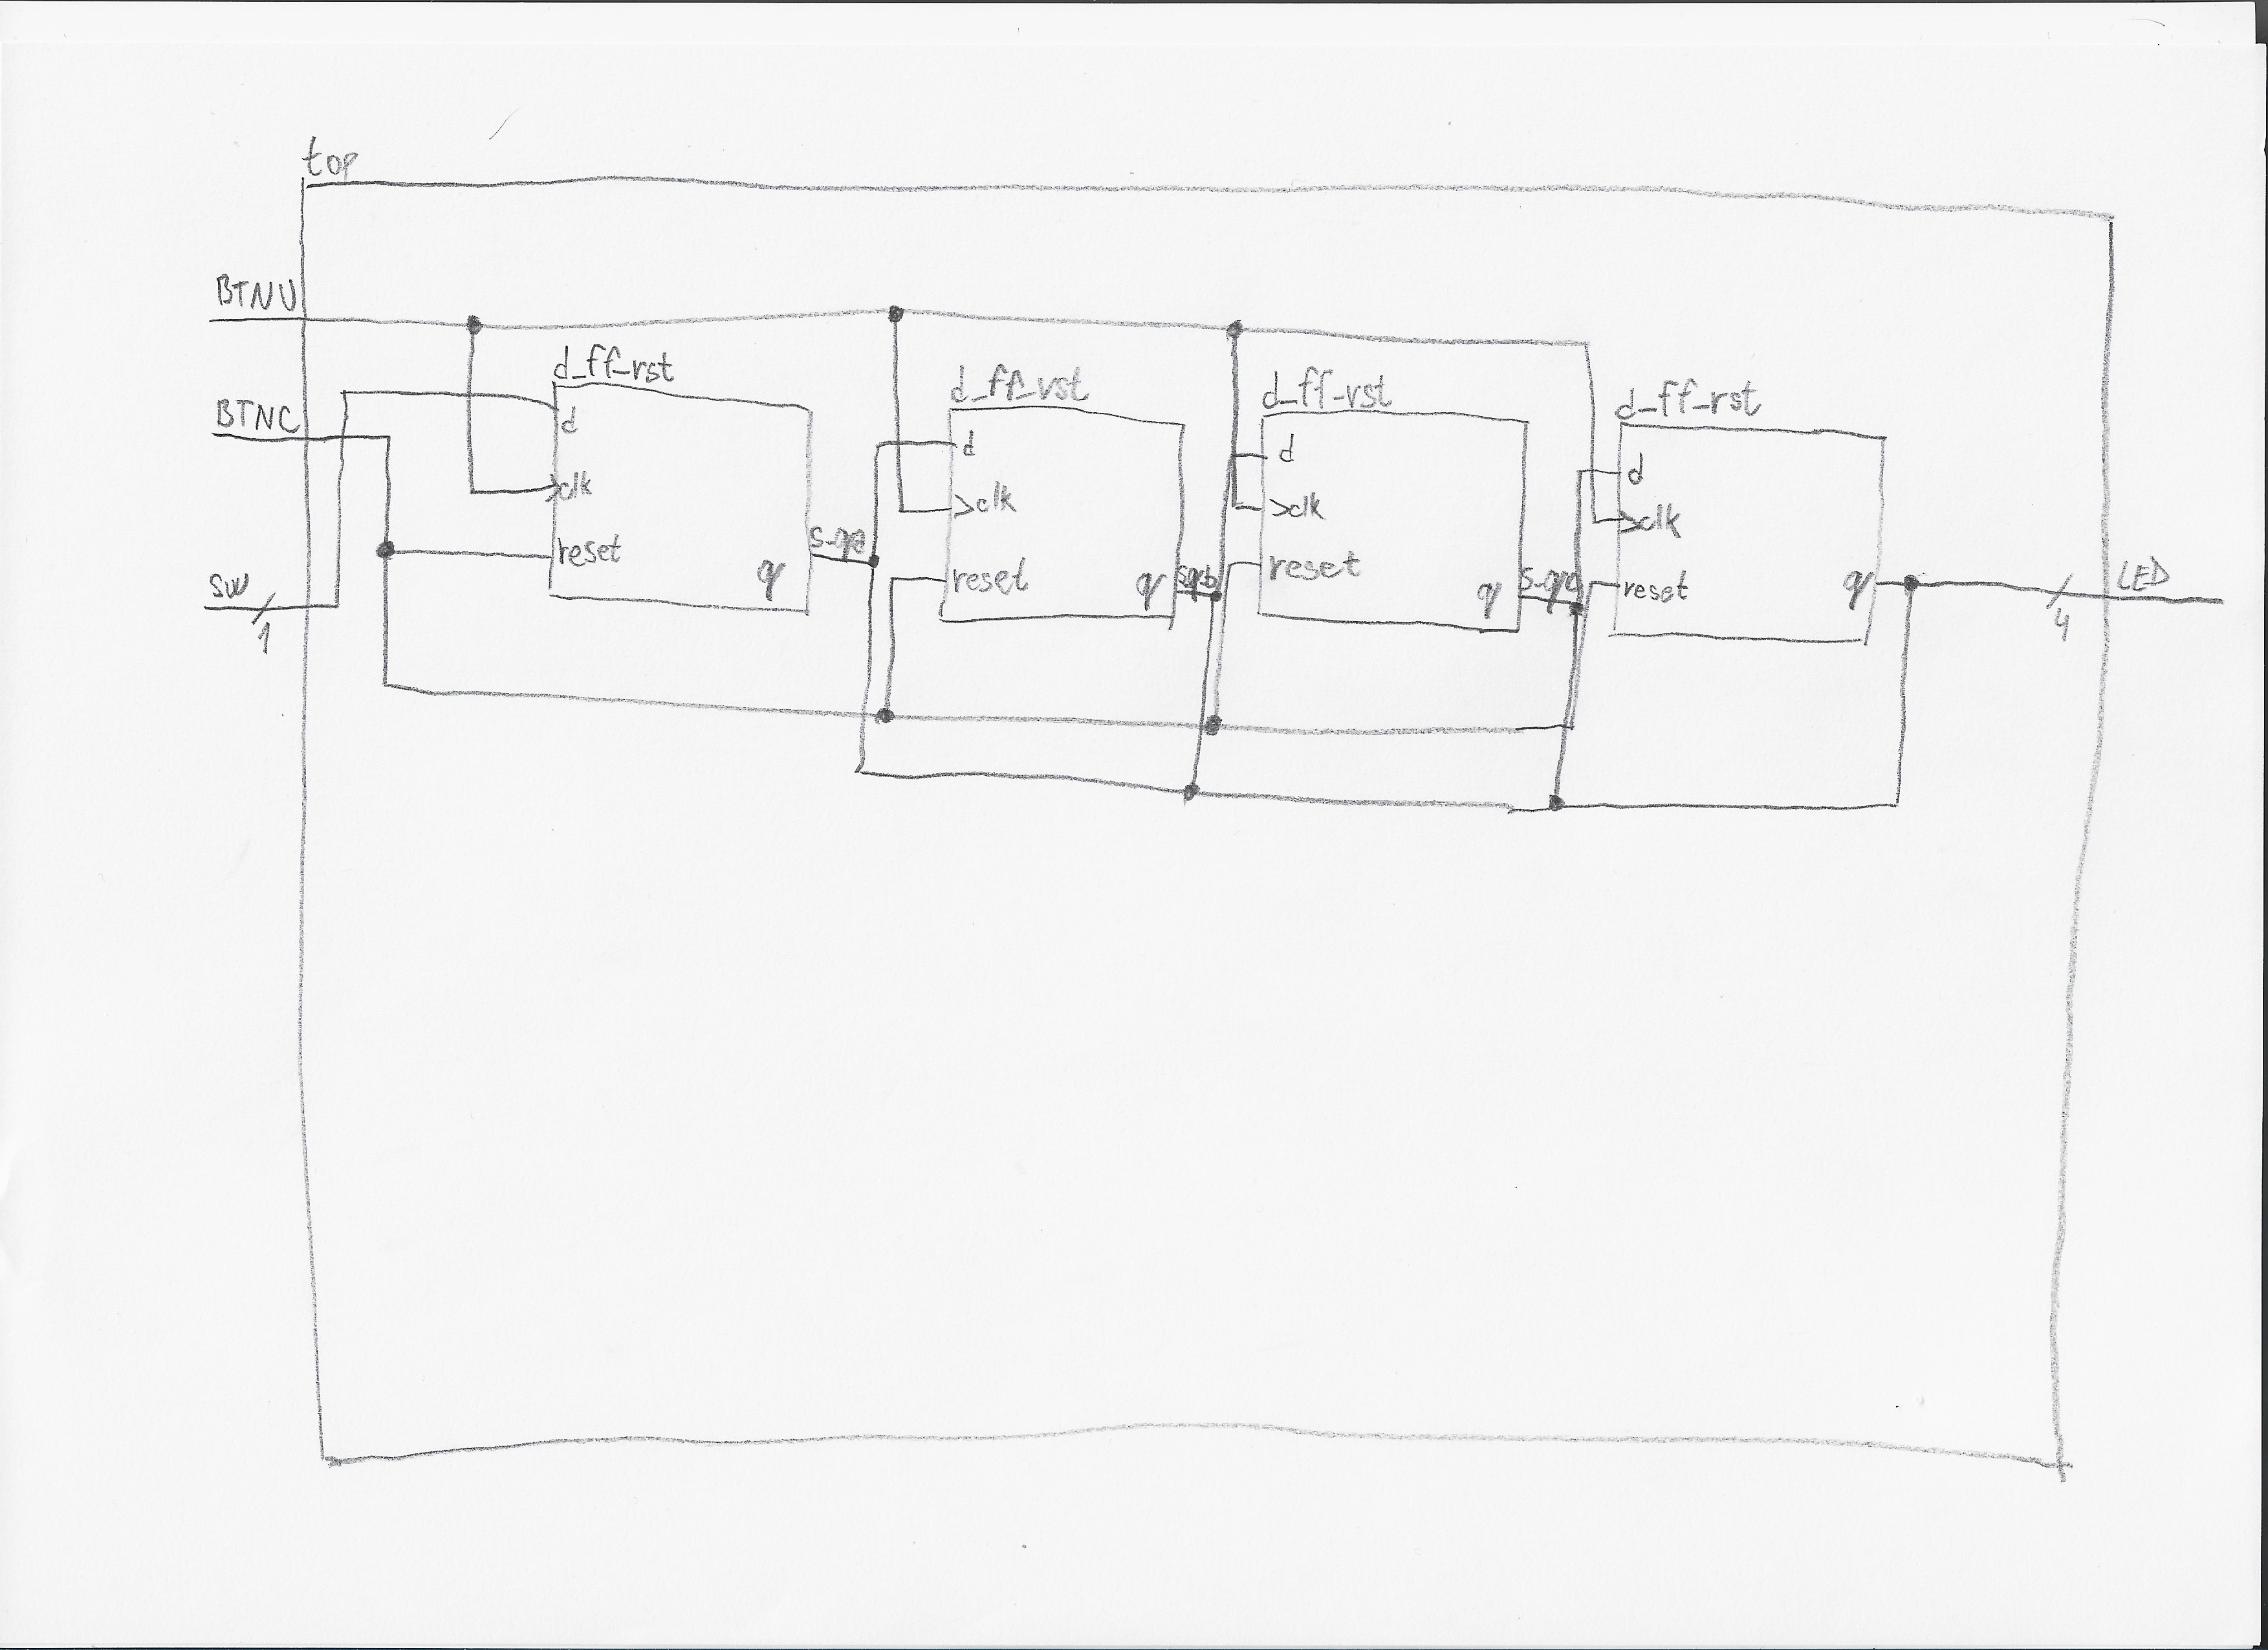 top
BTNU
BTNC
SW
1
d_ff_rst
d
clk
reset
q
s_qa
d_ff_rst
d
clk
reset
q
s_qb
d_ff_rst
d
clk
reset
q
s_qc
d_ff_rst
d
clk
reset
q
4
LED